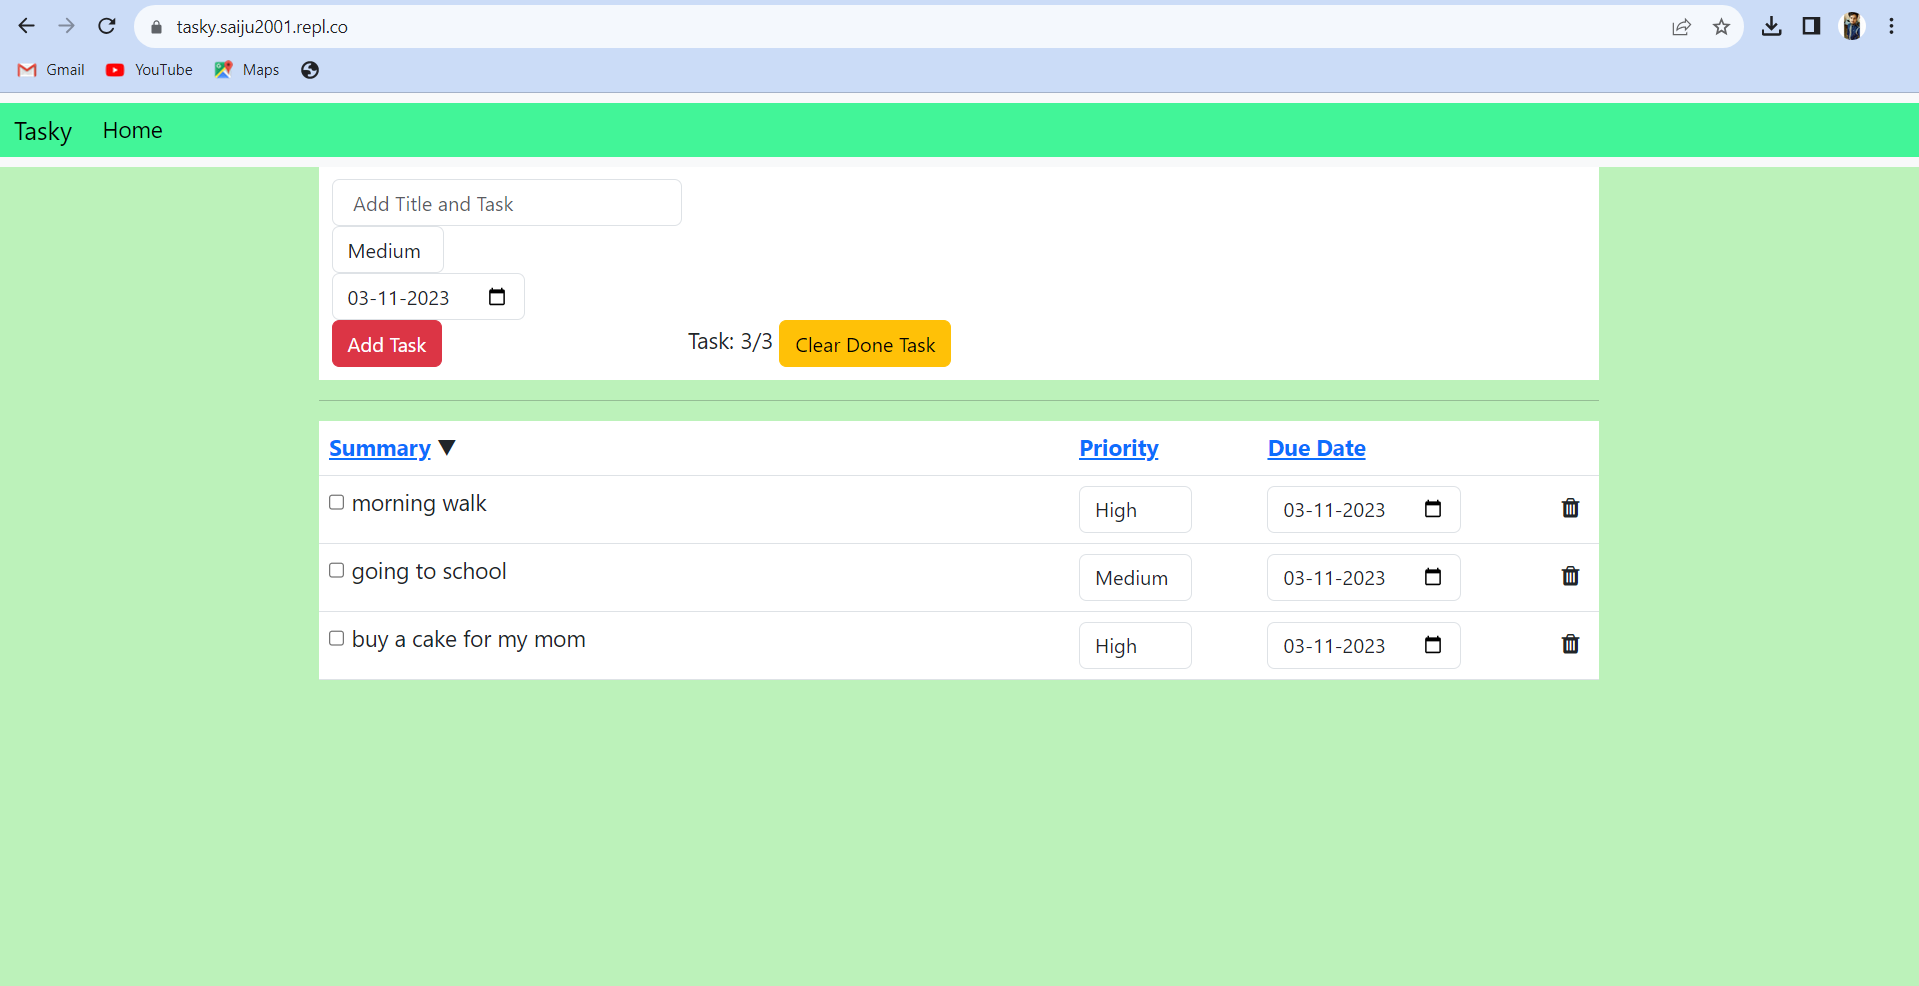 tasky.saiju2001.repl.co
Gmail YouTube Maps
Tasky Home
Add Title and Task
Medium
03-11-2023
Add Task Task: 3/3 Clear Done Task
Summary ▼ Priority Due Date
morning walk High 03-11-2023
going to school Medium 03-11-2023
buy a cake for my mom High 03-11-2023